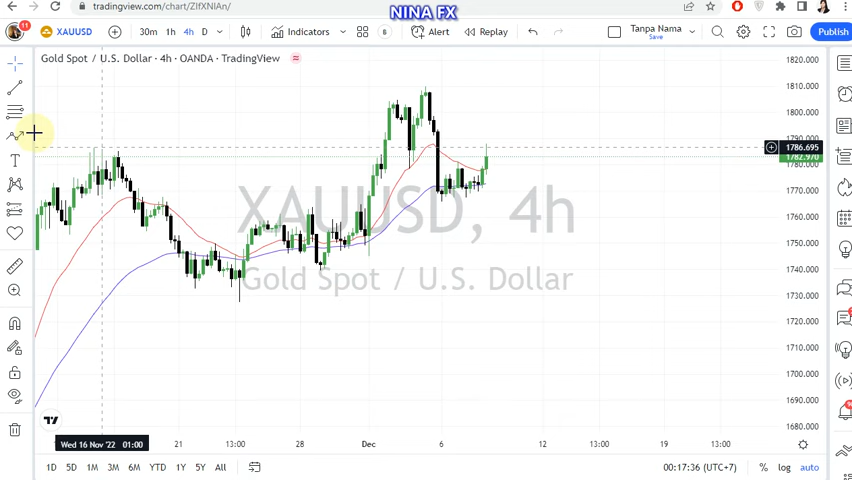 tradingview.com/chart/ZIfXNIAn/
NINA FX
11
XAUUSD
30m 1h 4h D
Indicators
8
Alert
Replay
Tanpa Nama
Save
Publish
Gold Spot / U.S. Dollar · 4h · OANDA · TradingView
XAUUSD, 4h
Gold Spot / U.S. Dollar
1820.000
1810.000
1800.000
1790.000
1786.695
1782.970
1780.000
1770.000
1760.000
1750.000
1740.000
1730.000
1720.000
1710.000
1700.000
1690.000
1680.000
Wed 16 Nov '22 01:00
21
13:00
28
Dec
6
12
13:00
19
13:00
1D 5D 1M 3M 6M YTD 1Y 5Y All
00:17:36 (UTC+7)
% log auto